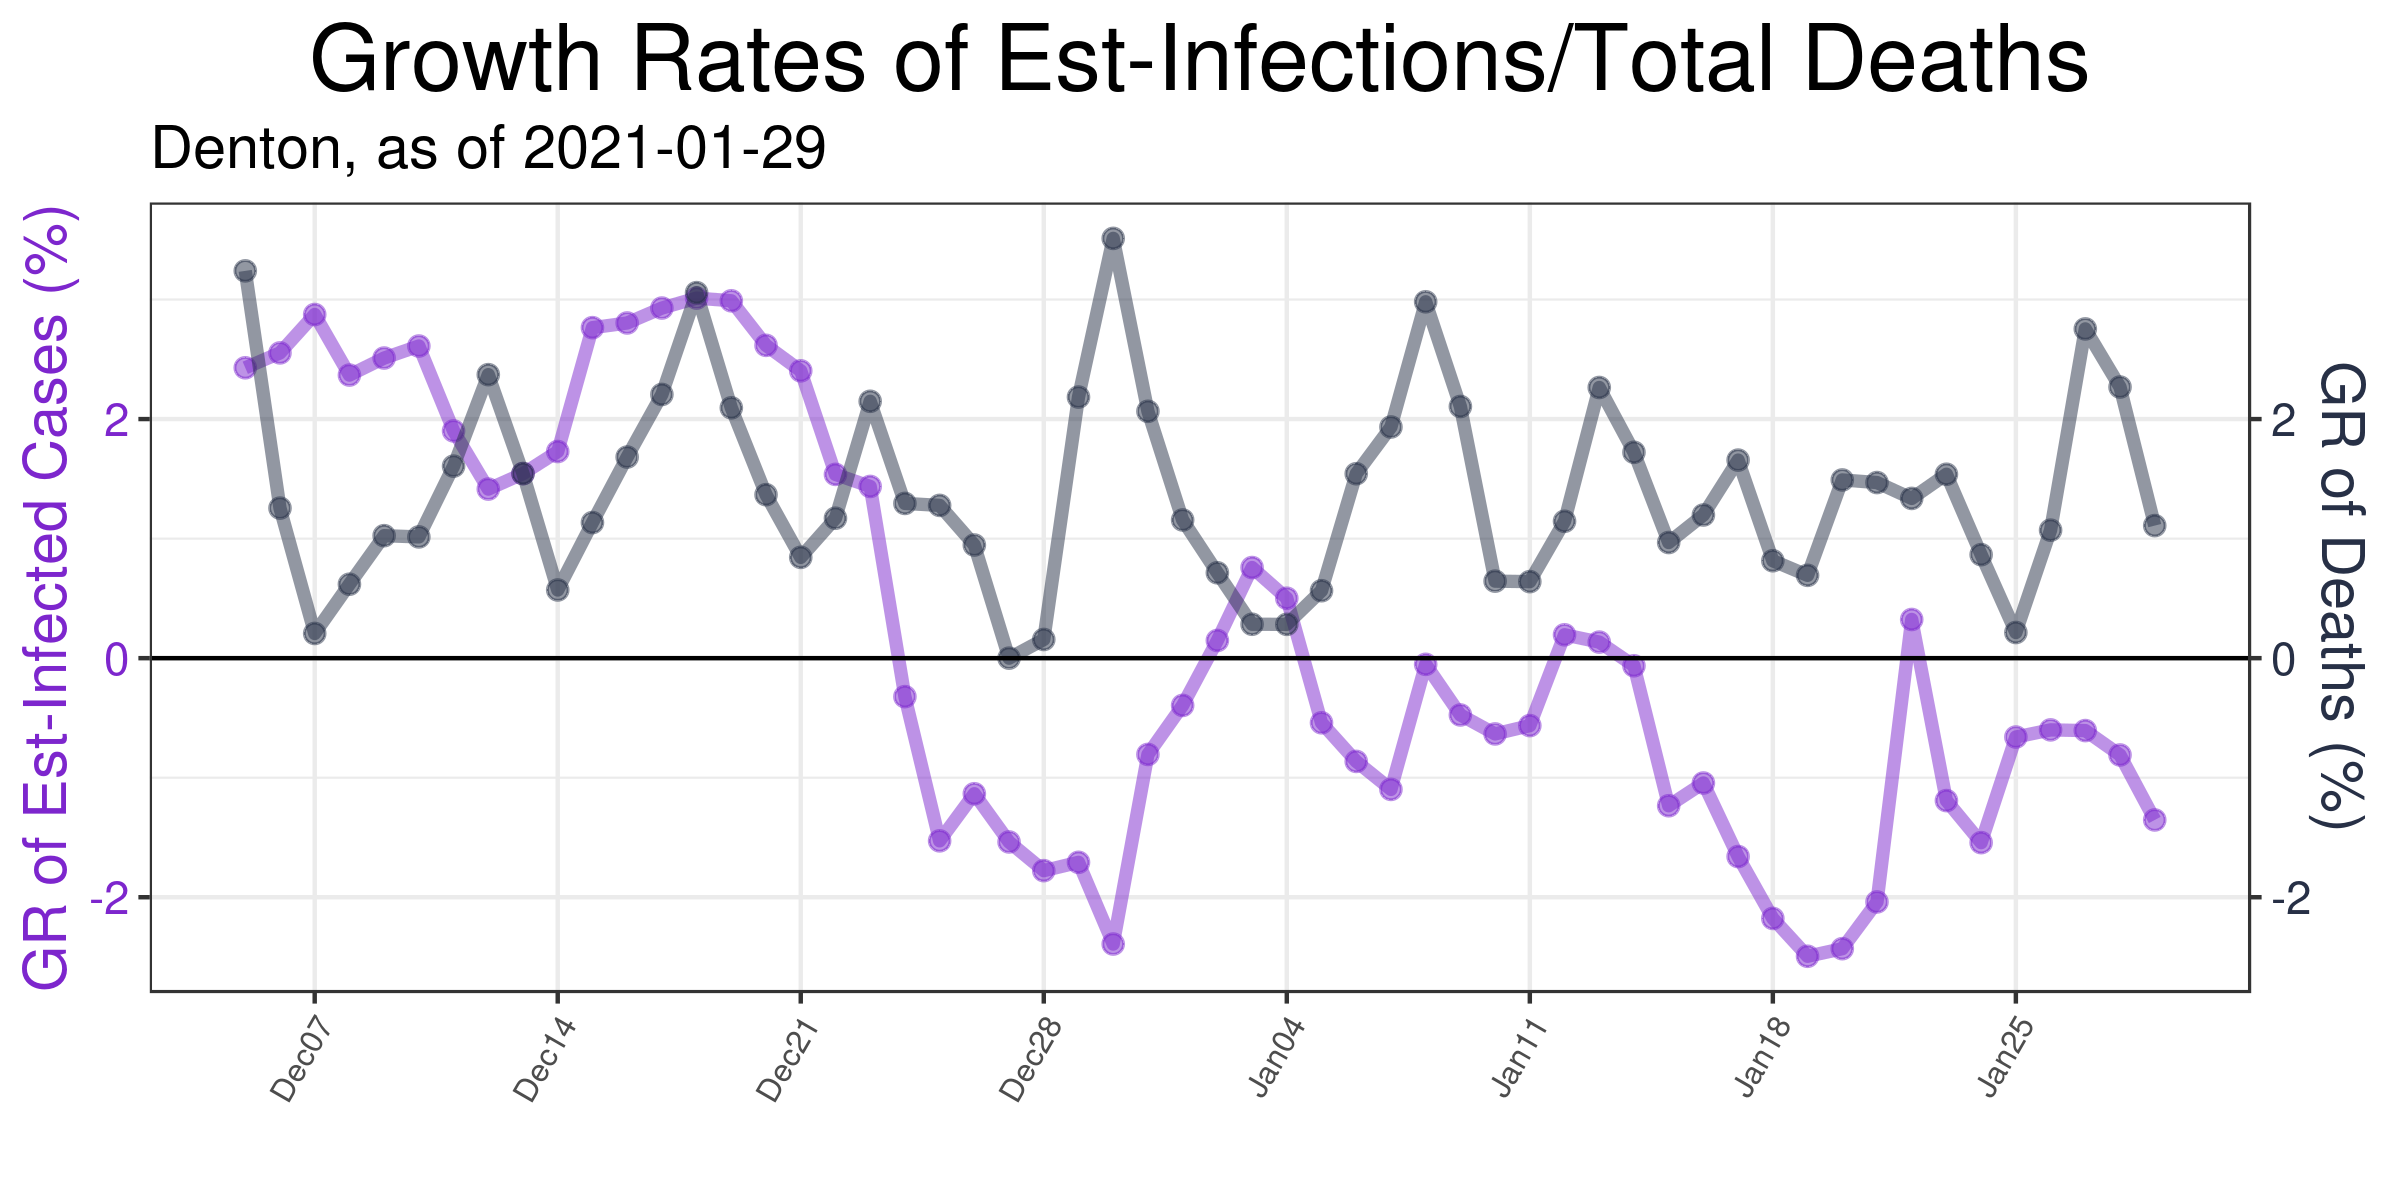 Growth Rates of Est-Infections/Total Deaths
Denton, as of 2021-01-29
GR of Est-Infected Cases (%)
2
0
-2
2
0
-2
GR of Deaths (%)
Dec07
Dec14
Dec21
Dec28
Jan04
Jan11
Jan18
Jan25